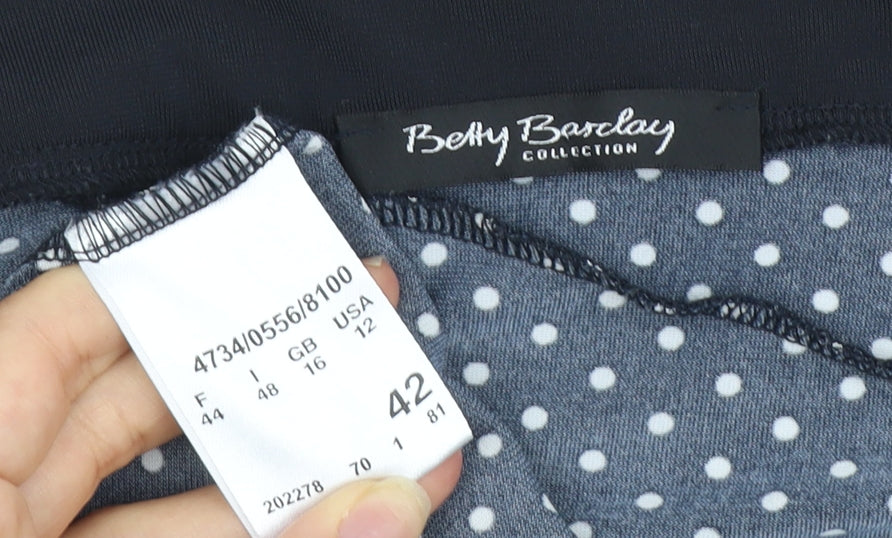 Betty Barclay
COLLECTION
4734/0556/8100
F I GB USA
44 48 16 12
42
202278 70 1 81